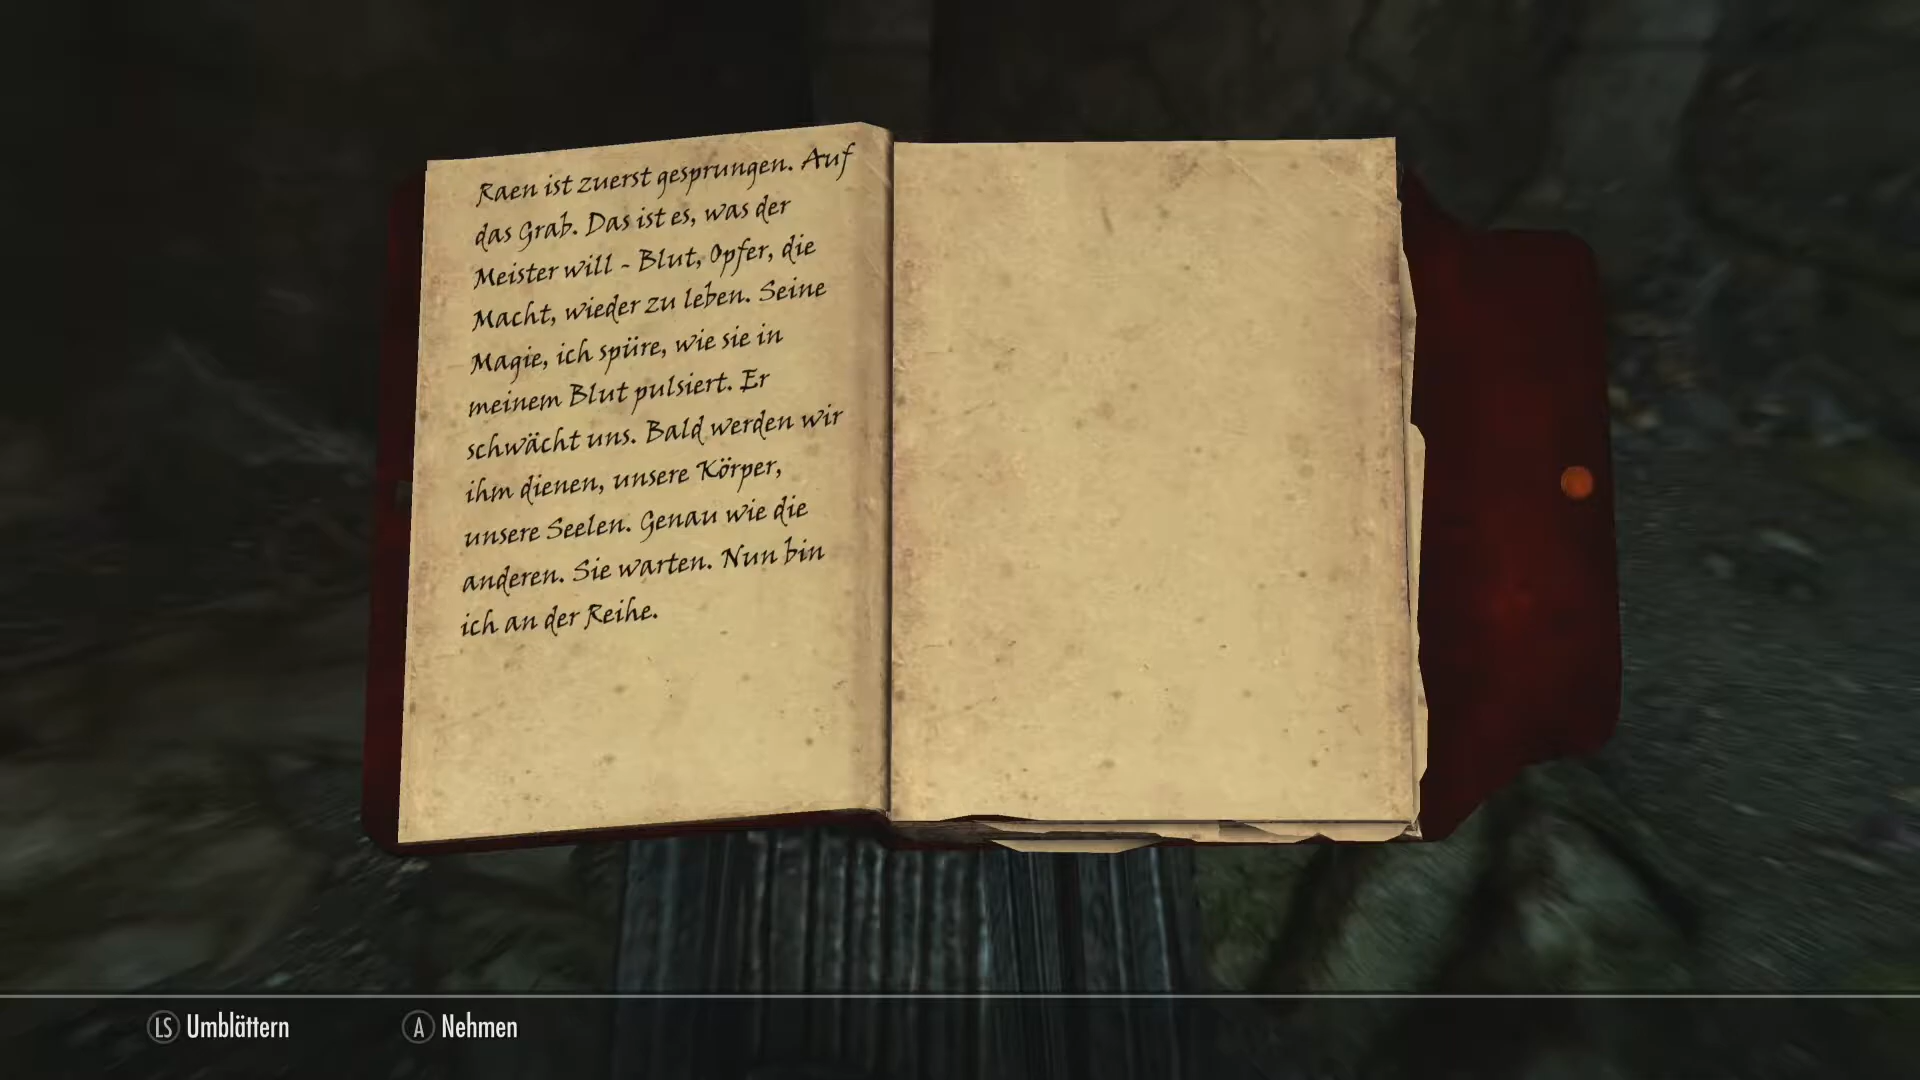 Raen ist zuerst gesprungen. Auf
das Grab. Das ist es, was der
Meister will - Blut, Opfer, die
Macht, wieder zu leben. Seine
Magie, ich spüre, wie sie in
meinem Blut pulsiert. Er
schwächt uns. Bald werden wir
ihm dienen, unsere Körper,
unsere Seelen. Genau wie die
anderen. Sie warten. Nun bin
ich an der Reihe.
LS Umblättern
A Nehmen